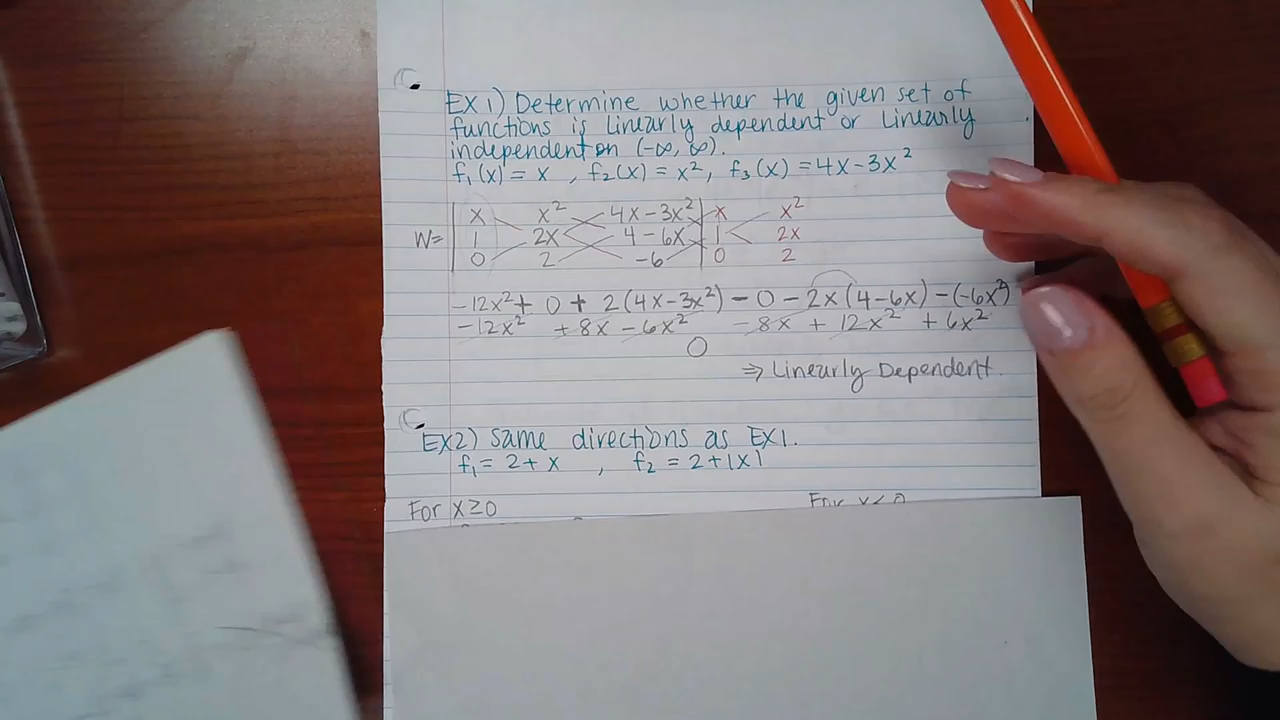 EX 1) Determine whether the given set of
functions is linearly dependent or linearly
independent on (-∞, ∞).
f₁(x) = x , f₂(x) = x², f₃(x) = 4x-3x²
x x² 4x-3x² x x²
W= 1 2x 4-6x 1 2x
0 2 -6 0 2
-12x² + 0 + 2(4x-3x²) - 0 - 2x(4-6x) - (-6x²)
-12x² +8x - 6x² - 8x + 12x² + 6x²
0
⇒ Linearly Dependent.
EX2) Same directions as EX1.
f₁ = 2+x , f₂ = 2+|x|
For x≥0 For x<0